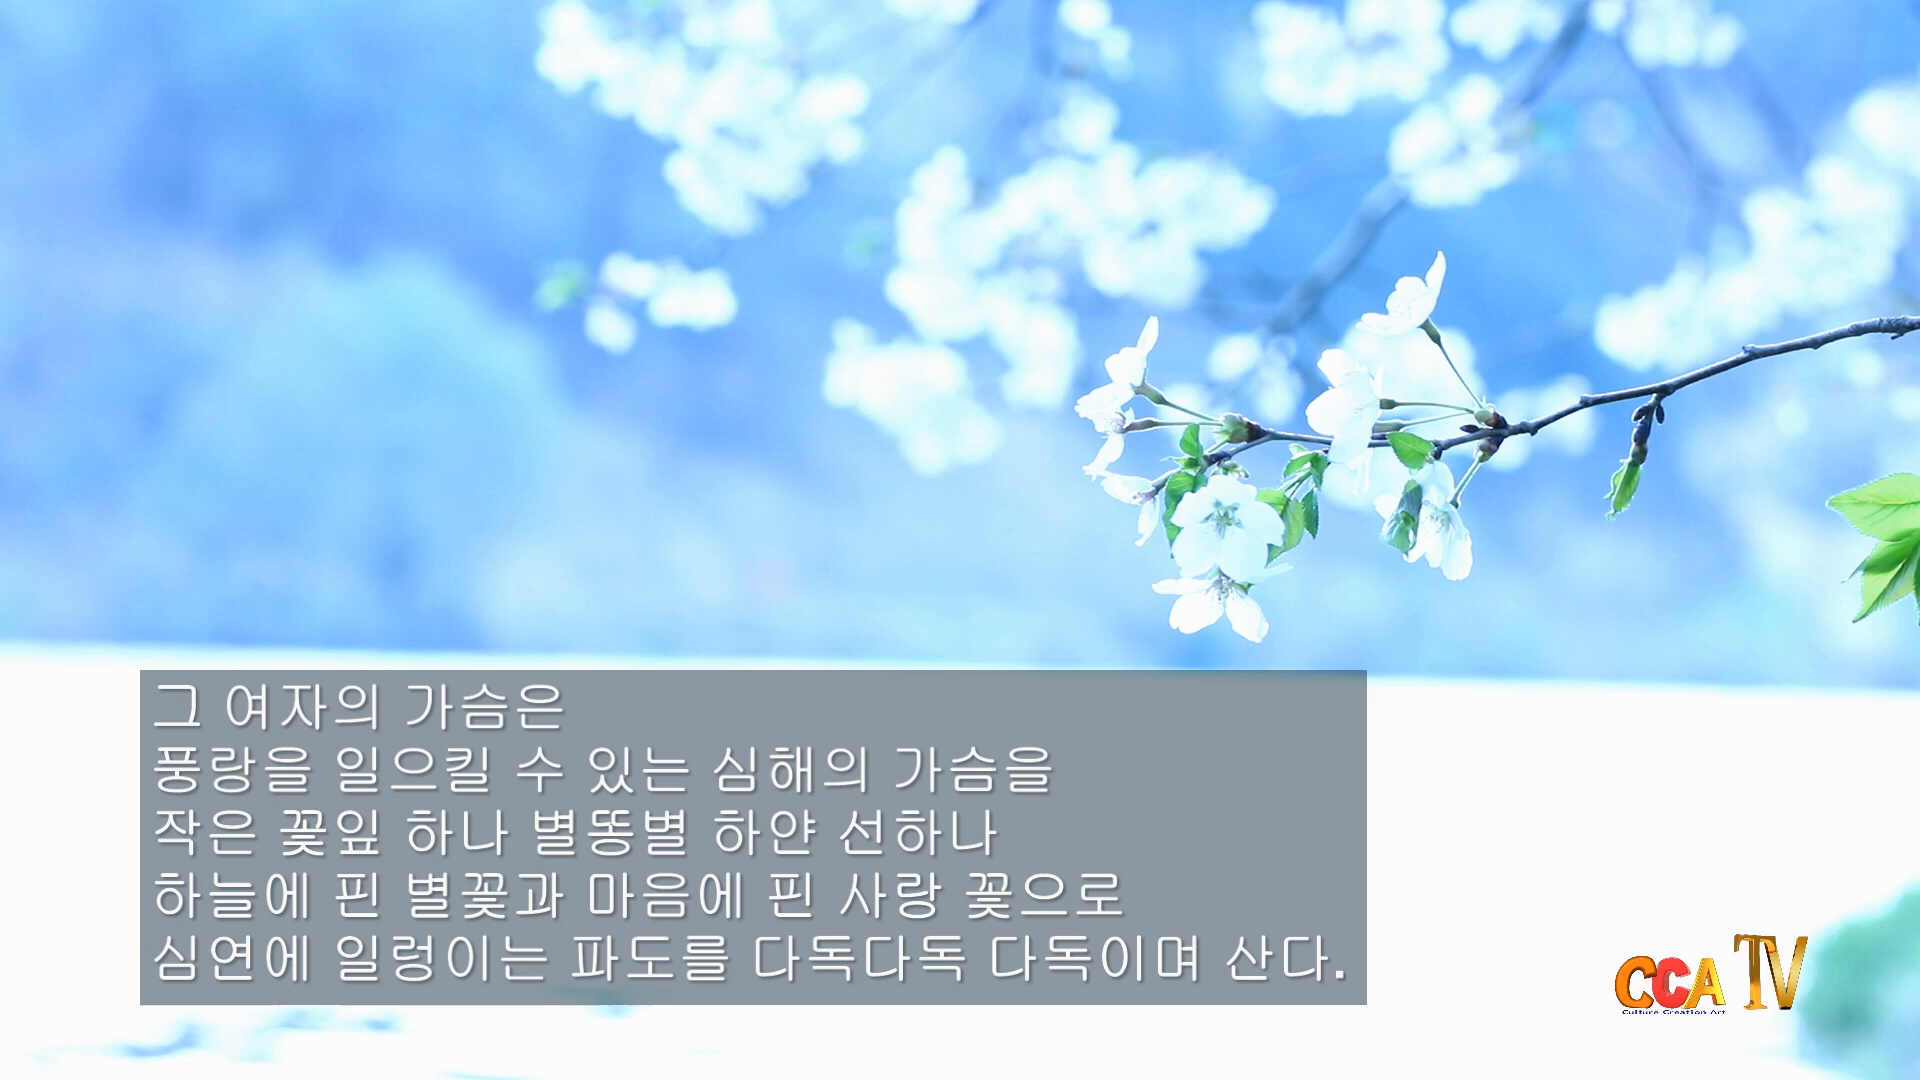 그 여자의 가슴은
풍랑을 일으킬 수 있는 심해의 가슴을
작은 꽃잎 하나 별똥별 하얀 선하나
하늘에 핀 별꽃과 마음에 핀 사랑 꽃으로
심연에 일렁이는 파도를 다독다독 다독이며 산다.
CCA TV
Culture Creation Art